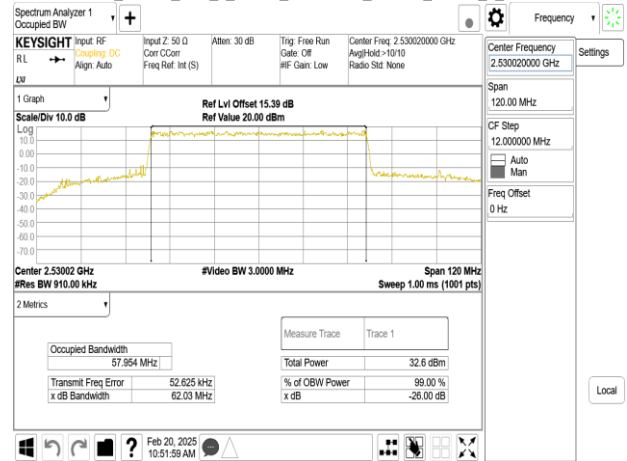 Spectrum Analyzer 1
Occupied BW
Frequency
KEYSIGHT
RL
LXI
Input: RF
Coupling: DC
Align: Auto
Input Z: 50 Ω
Corr CCorr
Freq Ref: Int (S)
Atten: 30 dB
Trig: Free Run
Gate: Off
#IF Gain: Low
Center Freq: 2.530020000 GHz
Avg|Hold:>10/10
Radio Std: None
Center Frequency
2.530020000 GHz
Settings
Span
120.00 MHz
CF Step
12.000000 MHz
Auto
Man
Freq Offset
0 Hz
1 Graph
Ref Lvl Offset 15.39 dB
Scale/Div 10.0 dB
Ref Value 20.00 dBm
Log
10.0
0.00
-10.0
-20.0
-30.0
-40.0
-50.0
-60.0
-70.0
Center 2.53002 GHz
#Video BW 3.0000 MHz
Span 120 MHz
#Res BW 910.00 kHz
Sweep 1.00 ms (1001 pts)
2 Metrics
Measure Trace
Trace 1
Occupied Bandwidth
57.954 MHz
Total Power
32.6 dBm
Transmit Freq Error
52.625 kHz
% of OBW Power
99.00 %
x dB Bandwidth
62.03 MHz
x dB
-26.00 dB
Local
?
Feb 20, 2025
10:51:59 AM